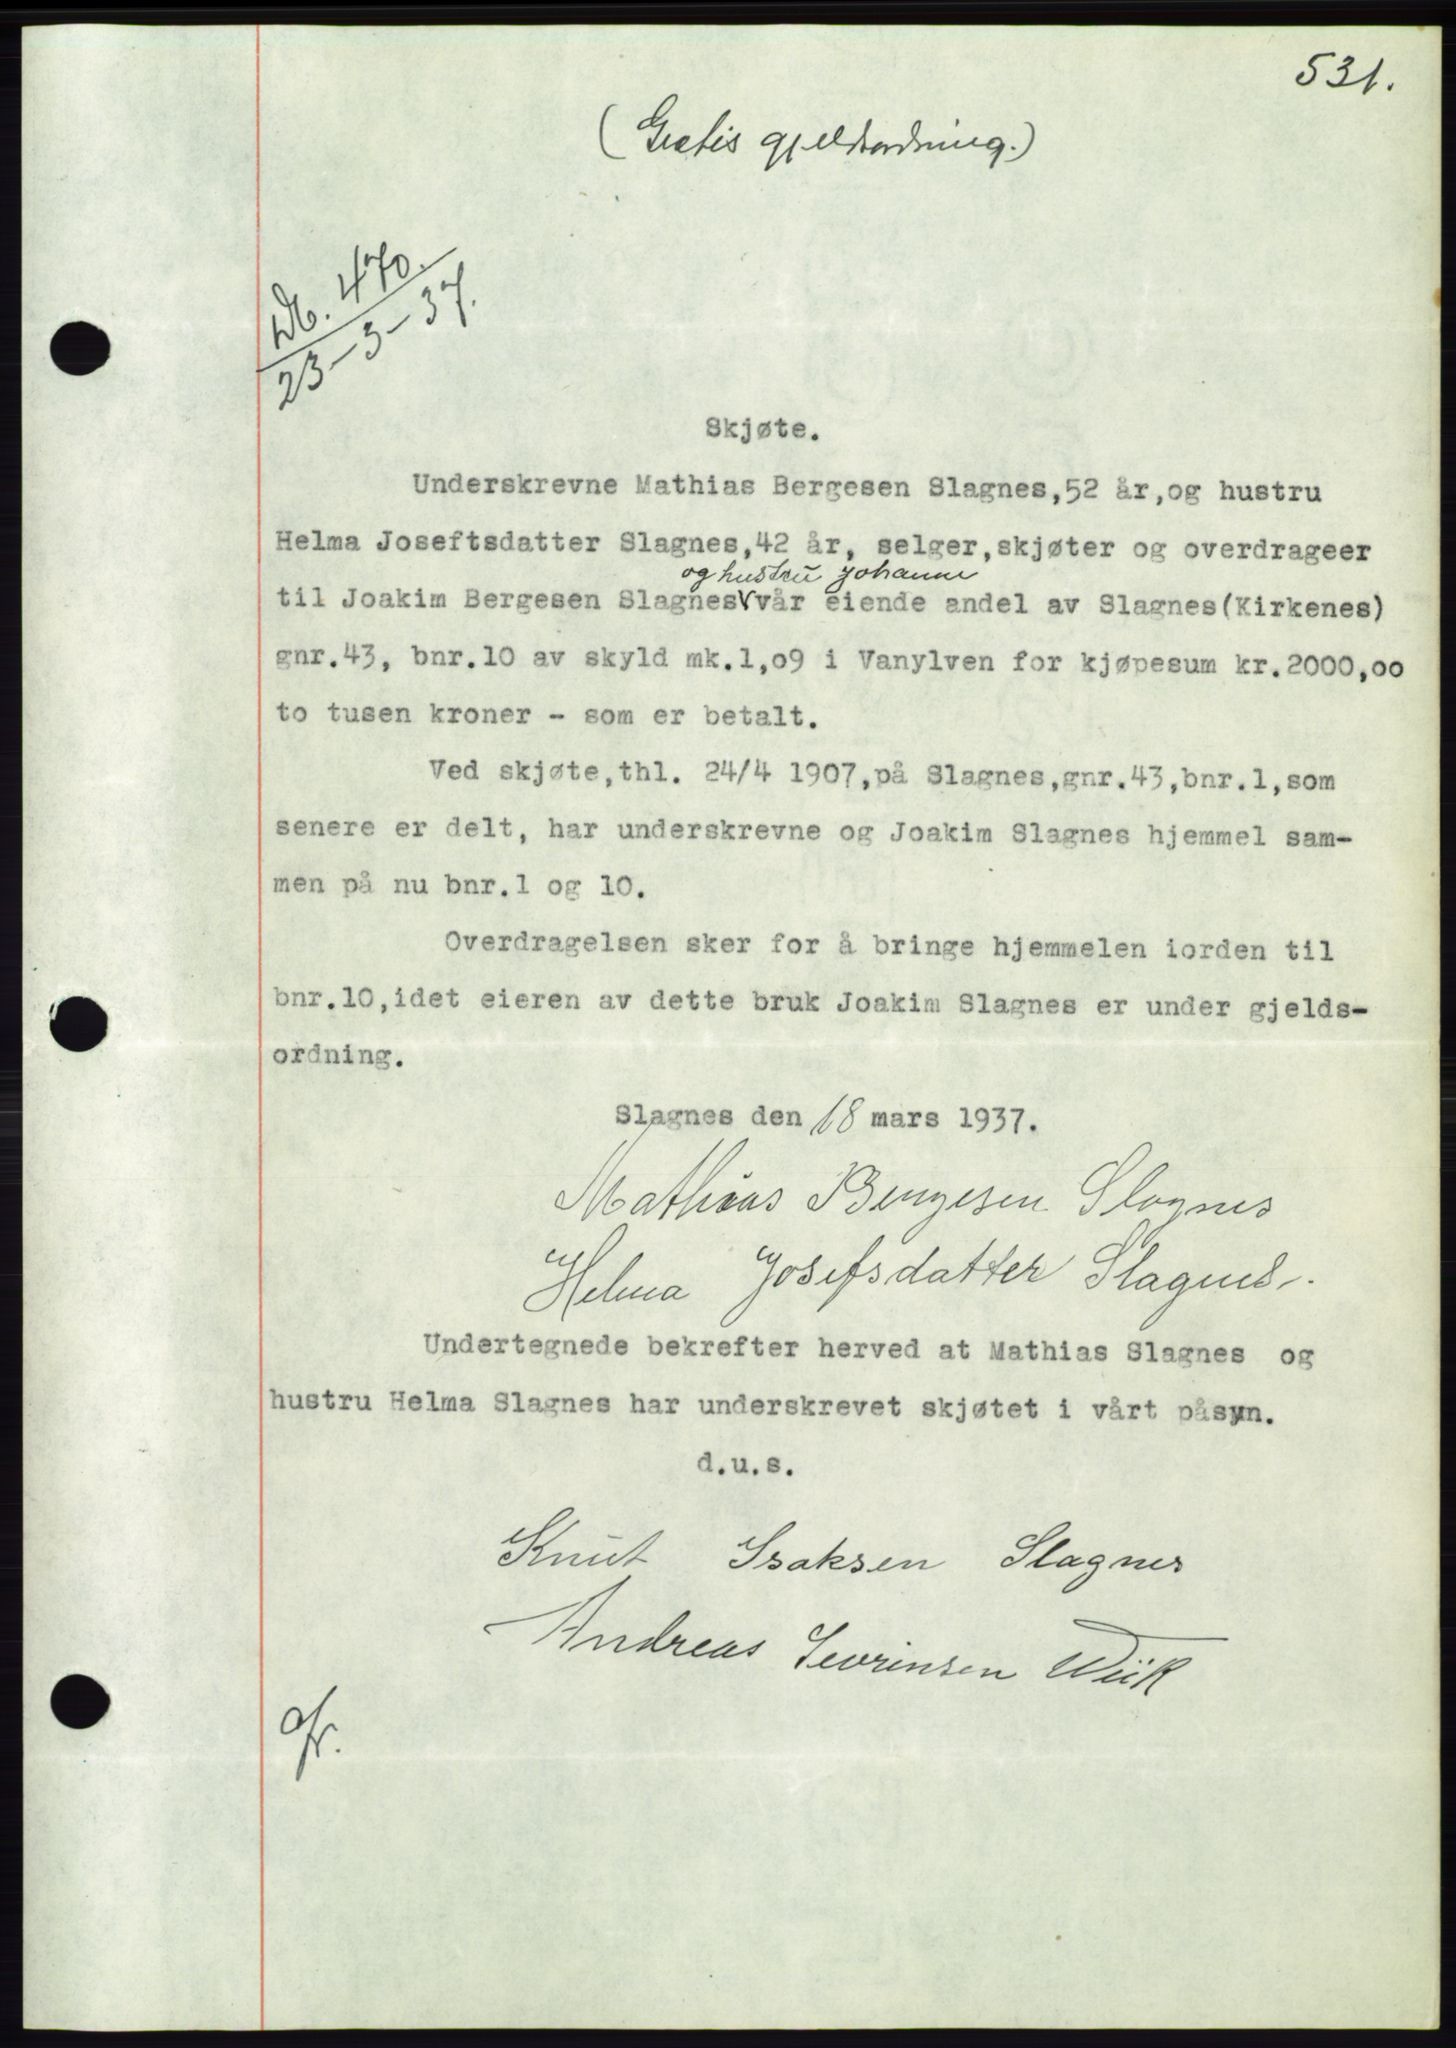 531.
(Gratis gjeldsordning.)
Db. 470.
23-3-37.
Skjøte.
Underskrevne Mathias Bergesen Slagnes,52 år,og hustru
Helma Joseftsdatter Slagnes,42 år, selger,skjøter og overdrageer
og hustru Johanne
til Joakim Bergesen Slagnes vår eiende andel av Slagnes(Kirkenes)
gnr.43, bnr.10 av skyld mk.1,09 i Vanylven for kjøpesum kr.2000,oo
to tusen kroner - som er betalt.
Ved skjøte,thl. 24/4 1907,på Slagnes,gnr.43,bnr.1,som
senere er delt, har underskrevne og Joakim Slagnes hjemmel sam-
men på nu bnr.1 og 10.
Overdragelsen sker for å bringe hjemmelen iorden til
bnr.10,idet eieren av dette bruk Joakim Slagnes er under gjelds-
ordning.
Slagnes den 18 mars 1937.
Mathias Bergesen Slagnes
Helma Josefsdatter Slagnes.
Undertegnede bekrefter herved at Mathias Slagnes og
hustru Helma Slagnes har underskrevet skjøtet i vårt påsyn.
d.u.s.
Knut Isaksen Slagnes
Andreas Sevrinsen Wiik